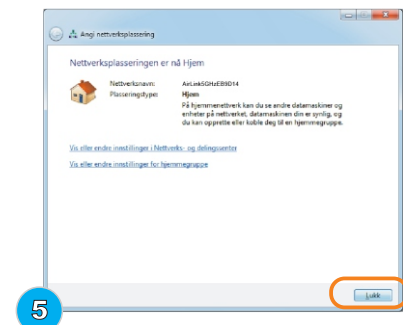 Angi nettverksplassering
Nettverksplasseringen er nå Hjem
Nettverksnavn: AirLink5GHzEB9D14
Plasseringstype: Hjem
På hjemmenettverk kan du se andre datamaskiner og
enheter på nettverket, datamaskinen din er synlig, og
du kan opprette eller koble deg til en hjemmegruppe.
Vis eller endre innstillinger i Nettverks- og delingssenter
Vis eller endre innstillinger for hjemmegruppe
Lukk
5